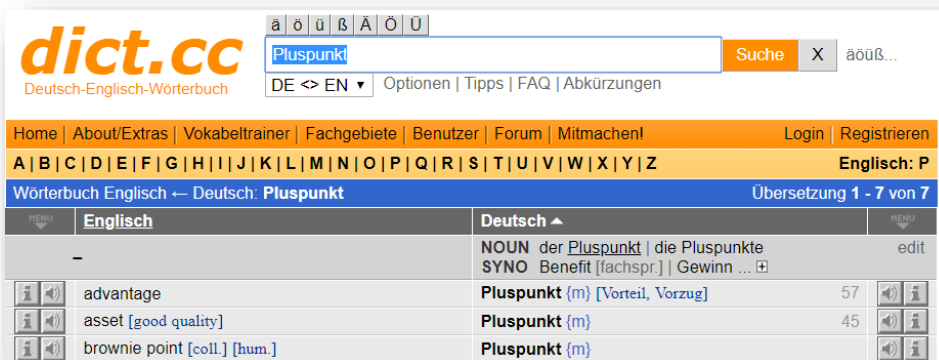 ä ö ü ß Ä Ö Ü
dict.cc
Deutsch-Englisch-Wörterbuch
Pluspunkt Suche X äöüß...
DE <> EN ▼ Optionen | Tipps | FAQ | Abkürzungen
Home | About/Extras | Vokabeltrainer | Fachgebiete | Benutzer | Forum | Mitmachen! Login | Registrieren
A | B | C | D | E | F | G | H | I | J | K | L | M | N | O | P | Q | R | S | T | U | V | W | X | Y | Z Englisch: P
Wörterbuch Englisch ← Deutsch: Pluspunkt Übersetzung 1 - 7 von 7
MENU Englisch Deutsch ▲ MENU
– NOUN der Pluspunkt | die Pluspunkte edit
SYNO Benefit [fachspr.] | Gewinn ... +
i advantage Pluspunkt {m} [Vorteil, Vorzug] 57 i
i asset [good quality] Pluspunkt {m} 45 i
i brownie point [coll.] [hum.] Pluspunkt {m} i